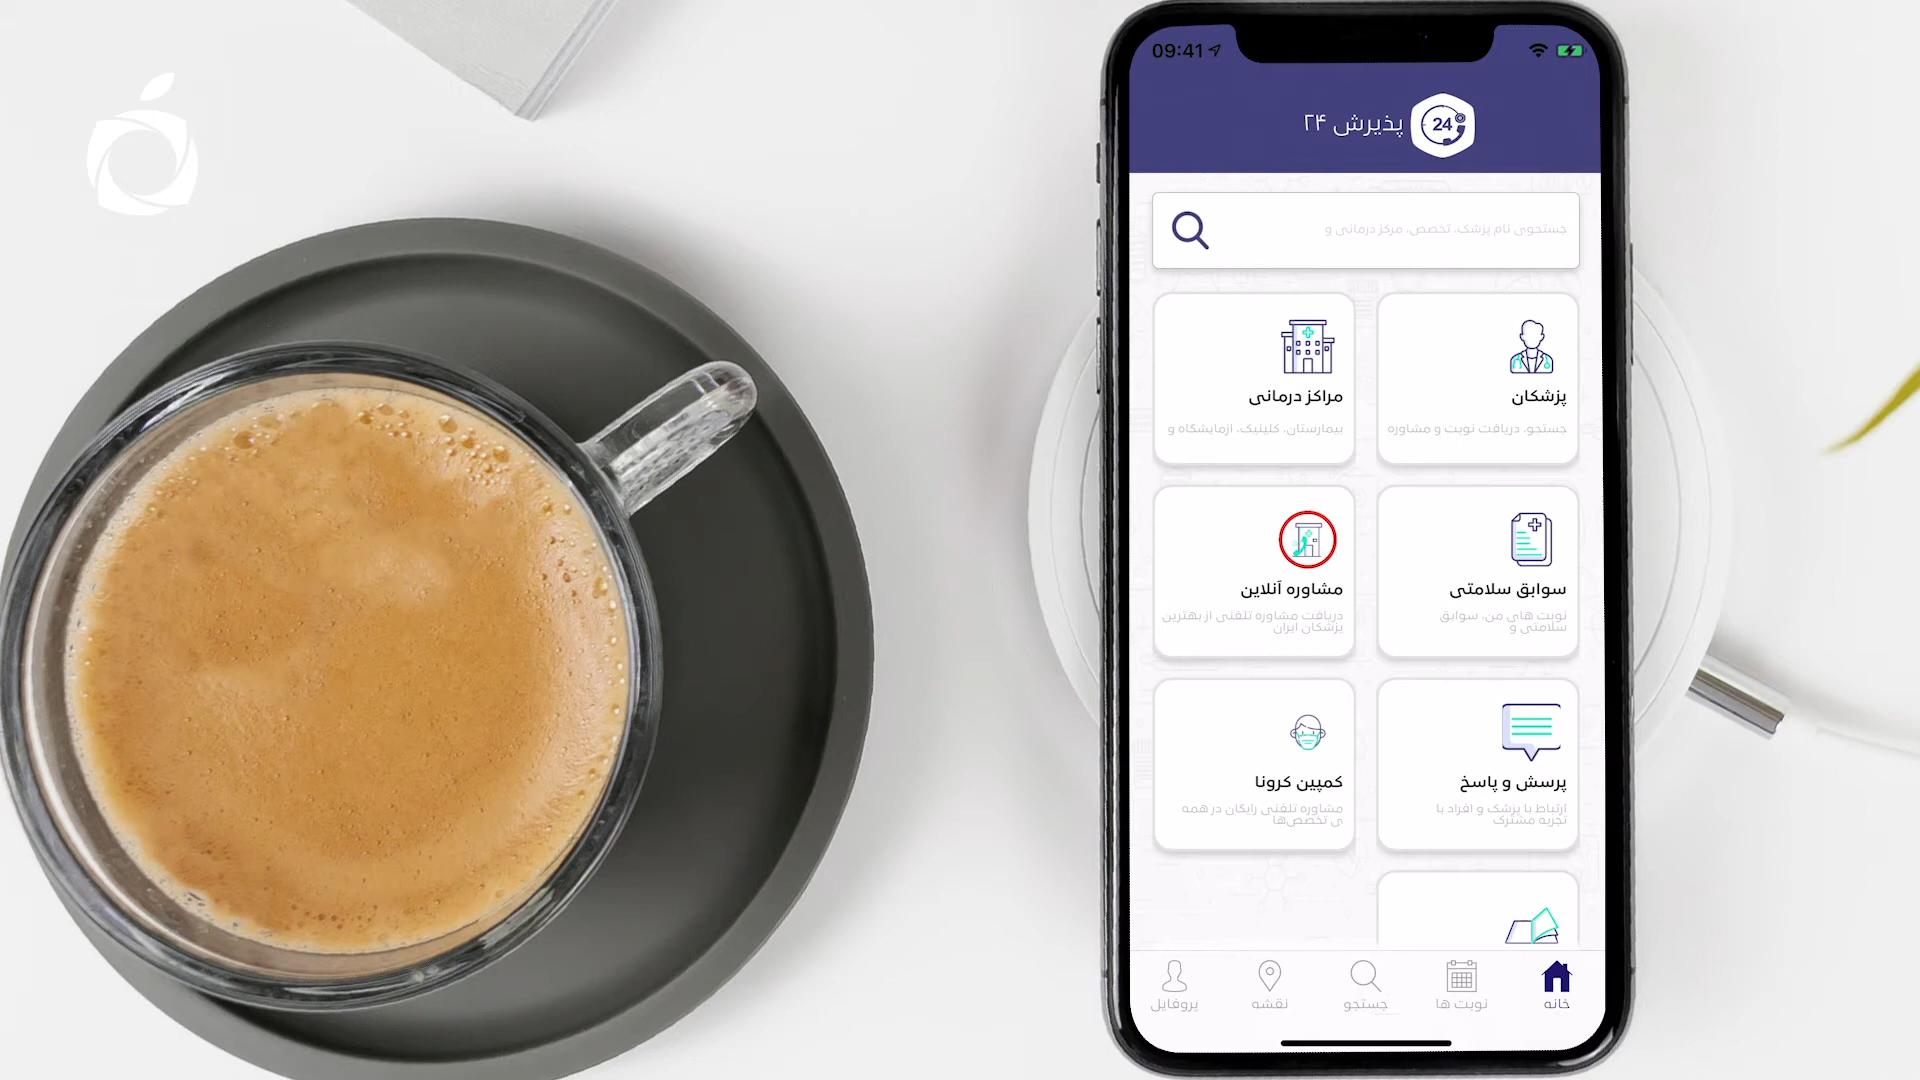 09:41
پذیرش ۲۴
24
جستجوی نام پزشک، تخصص، مرکز درمانی و
پزشکان
جستجو، دریافت نوبت و مشاوره
مراکز درمانی
بیمارستان، کلینیک، ازمایشگاه و
سوابق سلامتی
نوبت های من، سوابق
سلامتی و
مشاوره آنلاین
دریافت مشاوره تلفنی از بهترین
پزشکان ایران
پرسش و پاسخ
ارتباط با پزشک و افراد با
تجربه مشترک
کمپین کرونا
مشاوره تلفنی رایگان در همه
ی تخصص‌ها
خانه
نوبت ها
جستجو
نقشه
پروفایل